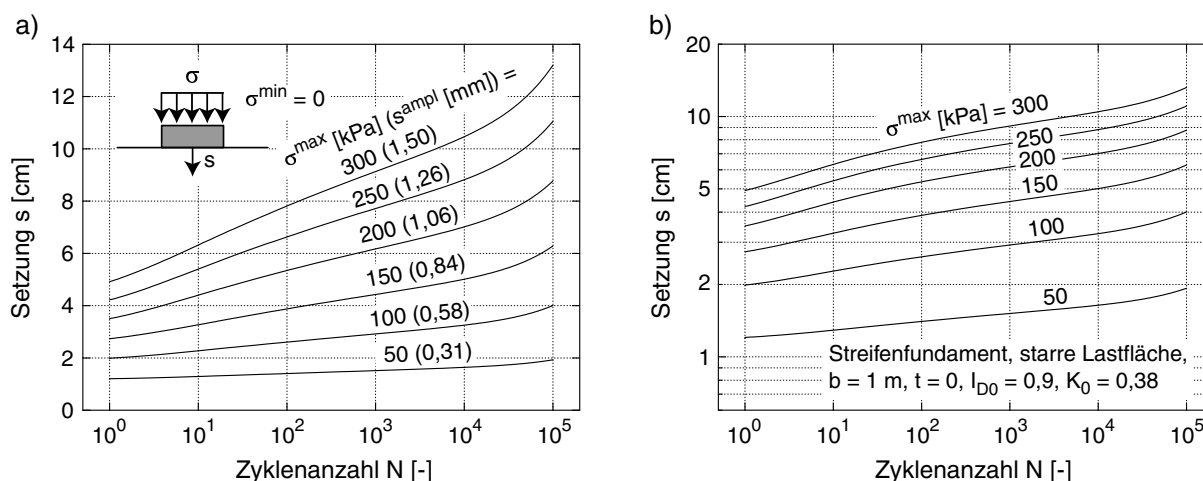 a)
14
12
10
8
6
4
2
0
Setzung s [cm]
σ
σ^min = 0
s
σ^max [kPa] (s^ampl [mm]) =
300 (1,50)
250 (1,26)
200 (1,06)
150 (0,84)
100 (0,58)
50 (0,31)
10^0 10^1 10^2 10^3 10^4 10^5
Zyklenanzahl N [-]
b)
20
10
5
2
1
Setzung s [cm]
σ^max [kPa] = 300
250
200
150
100
50
Streifenfundament, starre Lastfläche,
b = 1 m, t = 0, I_D0 = 0,9, K_0 = 0,38
10^0 10^1 10^2 10^3 10^4 10^5
Zyklenanzahl N [-]